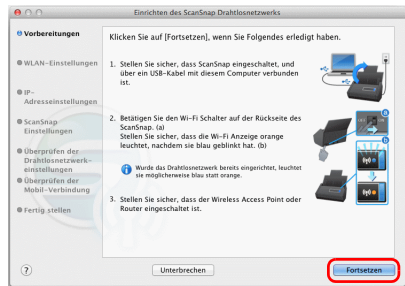 Einrichten des ScanSnap Drahtlosnetzwerks
Vorbereitungen
WLAN-Einstellungen
IP-
Adresseinstellungen
ScanSnap
Einstellungen
Überprüfen der
Drahtlosnetzwerk-
einstellungen
Überprüfen der
Mobil-Verbindung
Fertig stellen
Klicken Sie auf [Fortsetzen], wenn Sie Folgendes erledigt haben.
1. Stellen Sie sicher, dass ScanSnap eingeschaltet, und
über ein USB-Kabel mit diesem Computer verbunden
ist.
2. Betätigen Sie den Wi-Fi Schalter auf der Rückseite des
ScanSnap. (a)
Stellen Sie sicher, dass die Wi-Fi Anzeige orange
leuchtet, nachdem sie blau geblinkt hat. (b)
Wurde das Drahtlosnetzwerk bereits eingerichtet, leuchtet
sie möglicherweise blau statt orange.
3. Stellen Sie sicher, dass der Wireless Access Point oder
Router eingeschaltet ist.
a
b
?
Unterbrechen
Fortsetzen